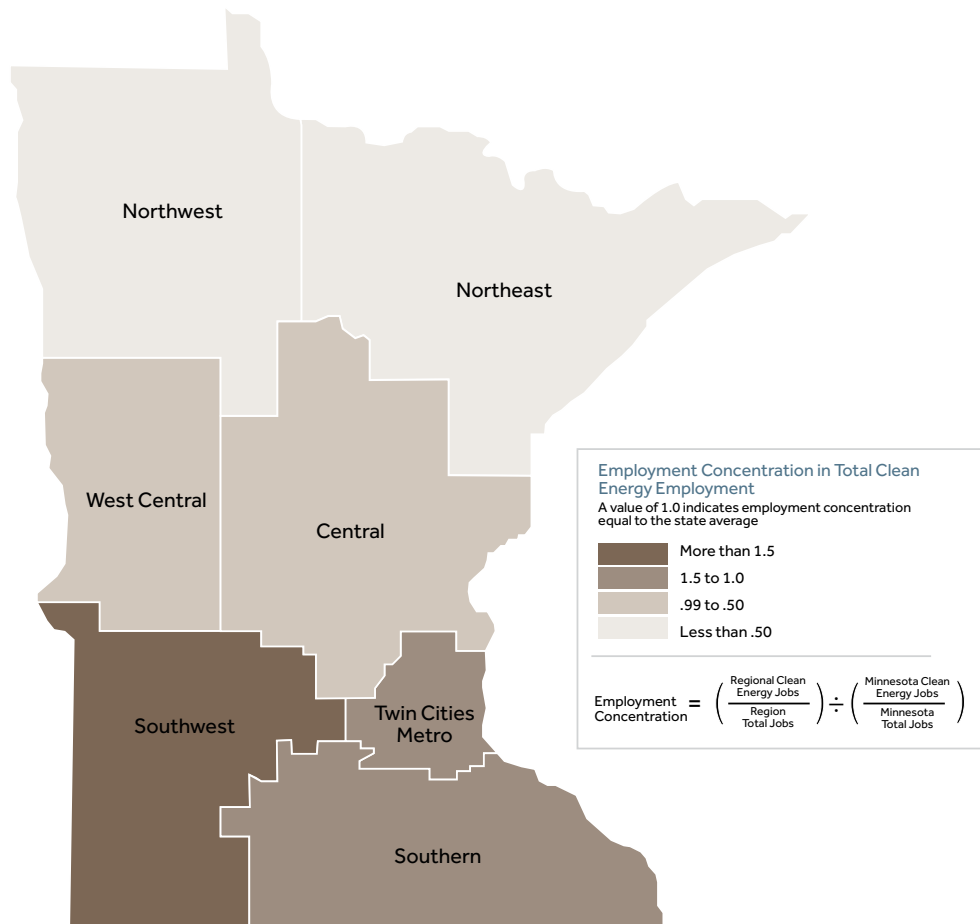 Northwest
Northeast
West Central
Central
Southwest
Twin Cities
Metro
Southern
Employment Concentration in Total Clean
Energy Employment
A value of 1.0 indicates employment concentration
equal to the state average
More than 1.5
1.5 to 1.0
.99 to .50
Less than .50
Employment
Concentration
=
(
Regional Clean
Energy Jobs
Region
Total Jobs
)
÷
(
Minnesota Clean
Energy Jobs
Minnesota
Total Jobs
)